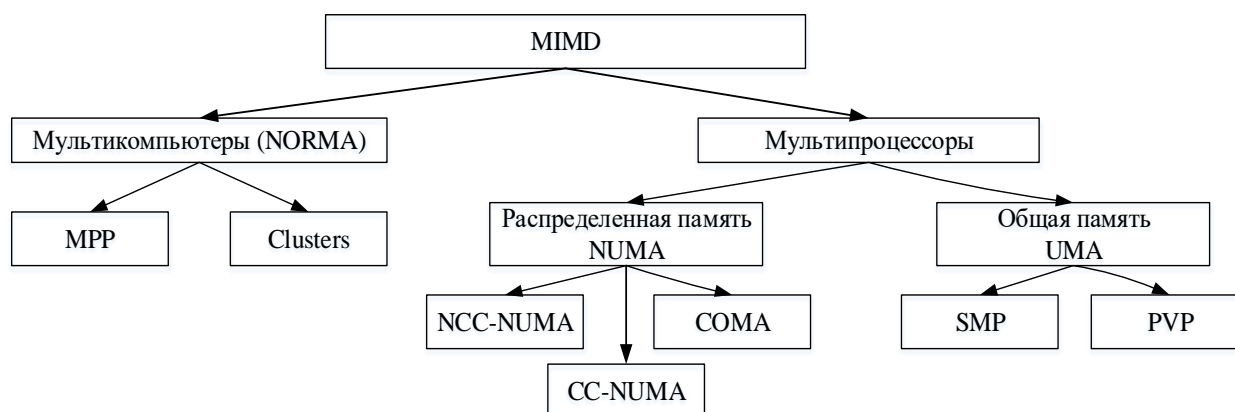 MIMD
Мультикомпьютеры (NORMA)
Мультипроцессоры
MPP
Clusters
Распределенная память
NUMA
Общая память
UMA
NCC-NUMA
COMA
SMP
PVP
CC-NUMA